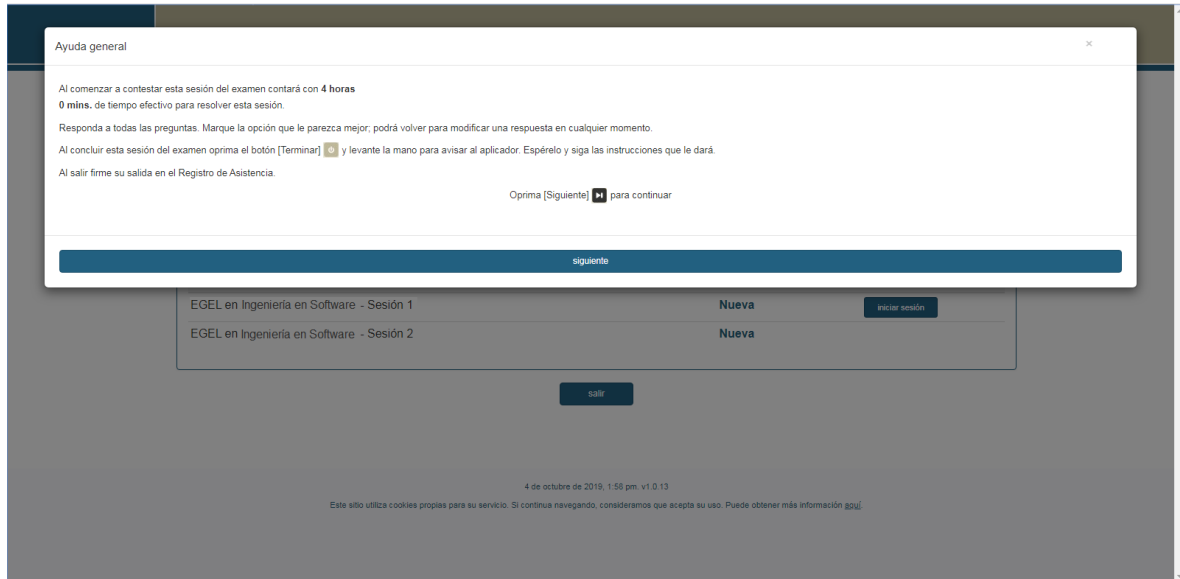 Ayuda general
×
Al comenzar a contestar esta sesión del examen contará con 4 horas
0 mins. de tiempo efectivo para resolver esta sesión.
Responda a todas las preguntas. Marque la opción que le parezca mejor; podrá volver para modificar una respuesta en cualquier momento.
Al concluir esta sesión del examen oprima el botón [Terminar] y levante la mano para avisar al aplicador. Espérelo y siga las instrucciones que le dará.
Al salir firme su salida en el Registro de Asistencia.
Oprima [Siguiente] para continuar
siguiente
EGEL en Ingeniería en Software - Sesión 1 Nueva iniciar sesión
EGEL en Ingeniería en Software - Sesión 2 Nueva
salir
4 de octubre de 2019, 1:56 pm. v1.0.13
Este sitio utiliza cookies propias para su servicio. Si continua navegando, consideramos que acepta su uso. Puede obtener más información aquí.